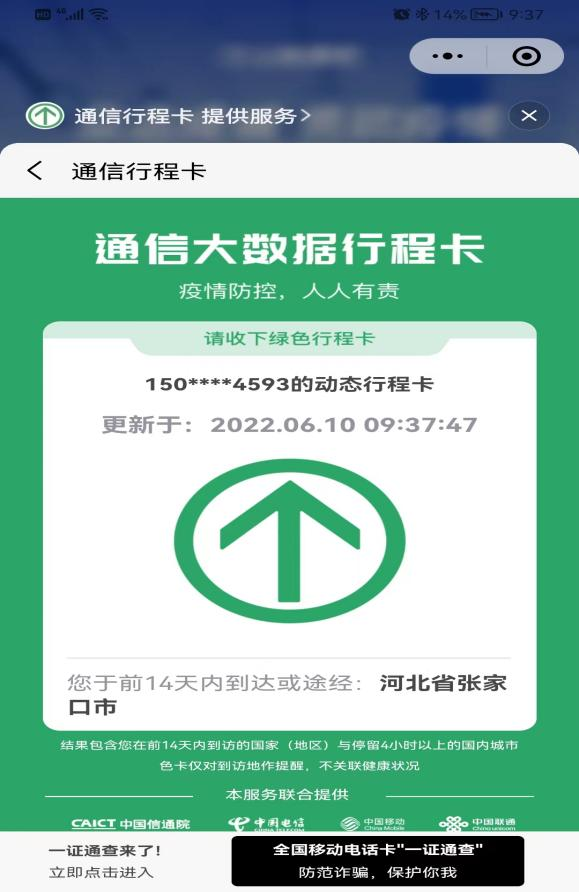 HD 4G 14% 9:37
通信行程卡 提供服务>
通信行程卡
通信大数据行程卡
疫情防控，人人有责
请收下绿色行程卡
150****4593的动态行程卡
更新于：2022.06.10 09:37:47
您于前14天内到达或途经：河北省张家
口市
结果包含您在前14天内到访的国家（地区）与停留4小时以上的国内城市
色卡仅对到访地作提醒，不关联健康状况
本服务联合提供
CAICT 中国信通院 中国电信 CHINA TELECOM 中国移动 China Mobile 中国联通 China unicom
一证通查来了! 全国移动电话卡"一证通查"
立即点击进入 防范诈骗，保护你我